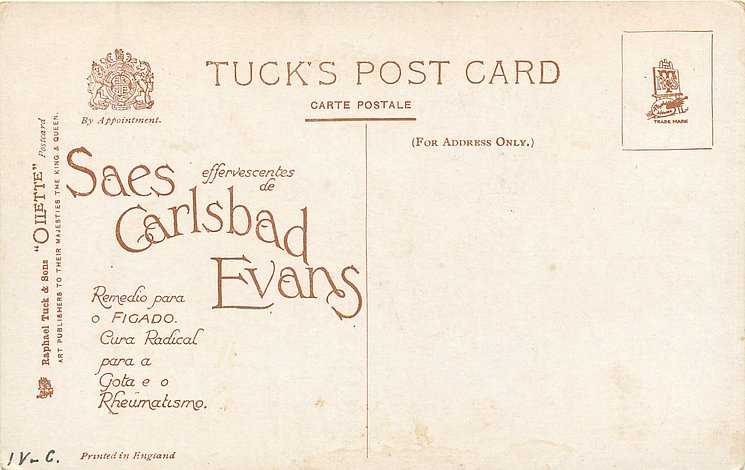 TUCK'S POST CARD
CARTE POSTALE
By Appointment.
(FOR ADDRESS ONLY.)
TRADE MARK
Raphael Tuck & Sons "OILETTE" Postcard
ART PUBLISHERS TO THEIR MAJESTIES THE KING & QUEEN.
Saes effervescentes
de
Carlsbad
Evans
Remedio para
o FIGADO.
Cura Radical
para a
Gota e o
Rheumatismo.
IV-C.
Printed in England